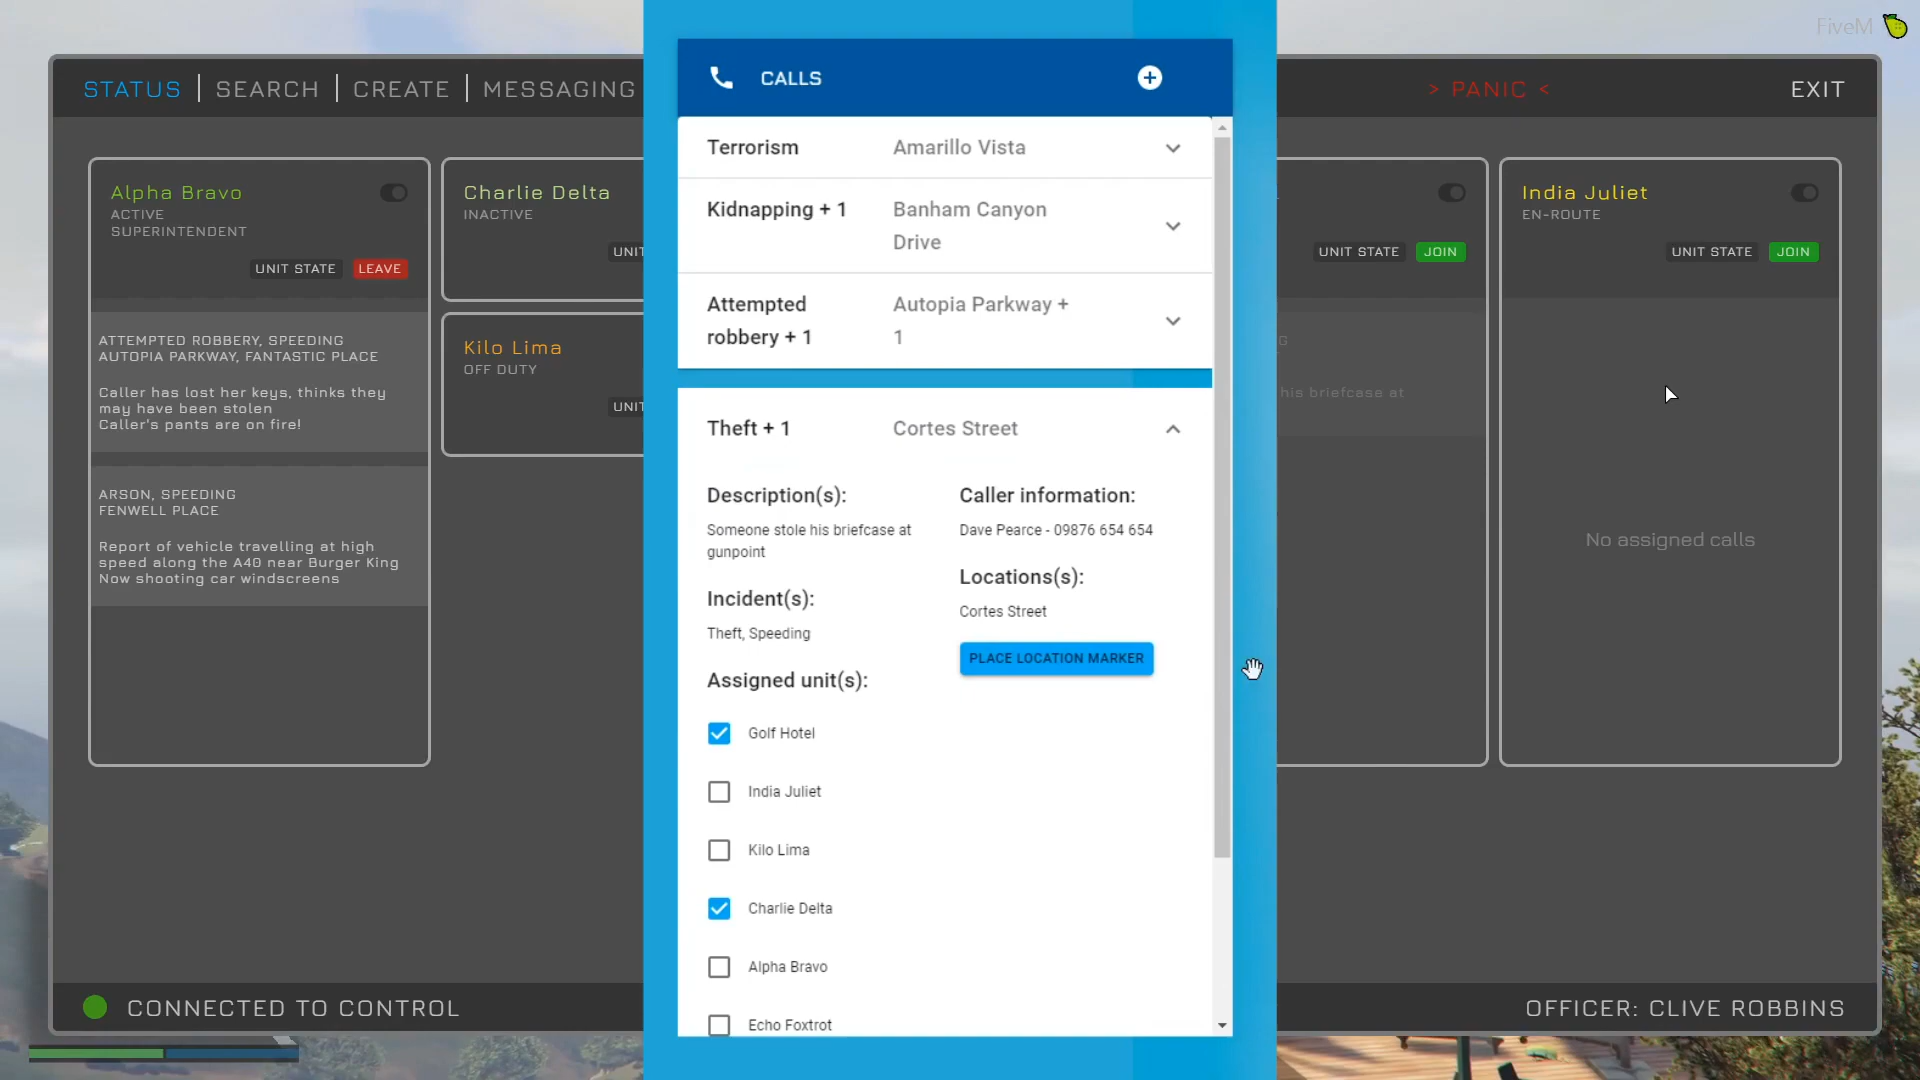 FiveM
STATUS
SEARCH
CREATE
MESSAGING
> PANIC <
EXIT
Alpha Bravo
ACTIVE
SUPERINTENDENT
UNIT STATE
LEAVE
ATTEMPTED ROBBERY, SPEEDING
AUTOPIA PARKWAY, FANTASTIC PLACE
Caller has lost her keys, thinks they
may have been stolen
Caller's pants are on fire!
ARSON, SPEEDING
FENWELL PLACE
Report of vehicle travelling at high
speed along the A40 near Burger King
Now shooting car windscreens
Charlie Delta
INACTIVE
UNIT
Kilo Lima
OFF DUTY
UNIT
CALLS
Terrorism
Amarillo Vista
Kidnapping + 1
Banham Canyon
Drive
Attempted
robbery + 1
Autopia Parkway +
1
Theft + 1
Cortes Street
Description(s):
Someone stole his briefcase at
gunpoint
Incident(s):
Theft, Speeding
Assigned unit(s):
Golf Hotel
India Juliet
Kilo Lima
Charlie Delta
Alpha Bravo
Echo Foxtrot
Caller information:
Dave Pearce - 09876 654 654
Locations(s):
Cortes Street
PLACE LOCATION MARKER
UNIT STATE
JOIN
his briefcase at
India Juliet
EN-ROUTE
UNIT STATE
JOIN
No assigned calls
CONNECTED TO CONTROL
OFFICER: CLIVE ROBBINS